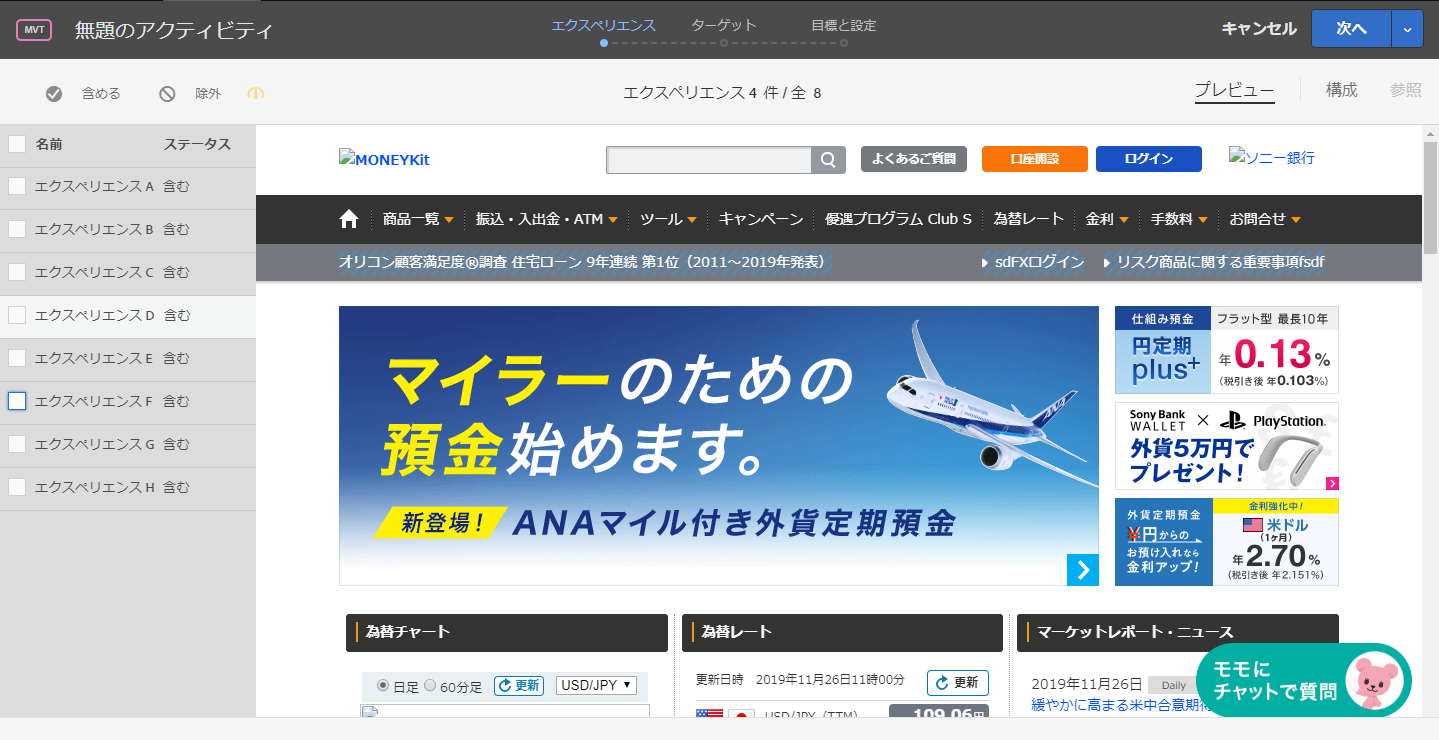 MVT 無題のアクティビティ エクスペリエンス ターゲット 目標と設定 キャンセル 次へ
含める 除外 エクスペリエンス 4 件 / 全 8 プレビュー 構成 参照
名前 ステータス
エクスペリエンス A 含む
エクスペリエンス B 含む
エクスペリエンス C 含む
エクスペリエンス D 含む
エクスペリエンス E 含む
エクスペリエンス F 含む
エクスペリエンス G 含む
エクスペリエンス H 含む
MONEYKit よくあるご質問 口座開設 ログイン ソニー銀行
商品一覧 振込・入出金・ATM ツール キャンペーン 優遇プログラム Club S 為替レート 金利 手数料 お問合せ
オリコン顧客満足度®調査 住宅ローン 9年連続 第1位（2011～2019年発表） sdFXログイン リスク商品に関する重要事項fsdf
マイラーのための
預金始めます。
新登場！ ANAマイル付き外貨定期預金
仕組み預金 フラット型 最長10年
円定期 plus+
年0.13%
(税引き後 年0.103%)
Sony Bank WALLET × PlayStation.
外貨5万円で
プレゼント！
外貨定期預金
¥円からの
お預け入れなら
金利アップ！
金利強化中！
米ドル
(1ヶ月)
年2.70%
(税引き後 年2.151%)
為替チャート
日足 60分足 更新 USD/JPY
為替レート
更新日時 2019年11月26日11時00分 更新
USD/JPY（TTM） 109.06円
マーケットレポート・ニュース
2019年11月26日 Daily
緩やかに高まる米中合意期待
モモに
チャットで質問